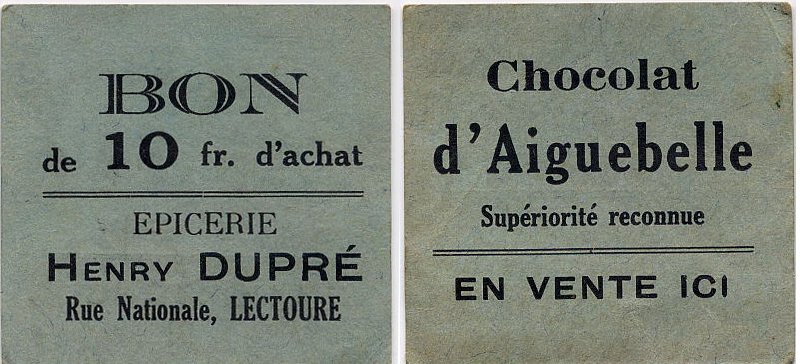 BON
de 10 fr. d'achat
EPICERIE
HENRY DUPRÉ
Rue Nationale, LECTOURE
Chocolat
d'Aiguebelle
Supériorité reconnue
EN VENTE ICI